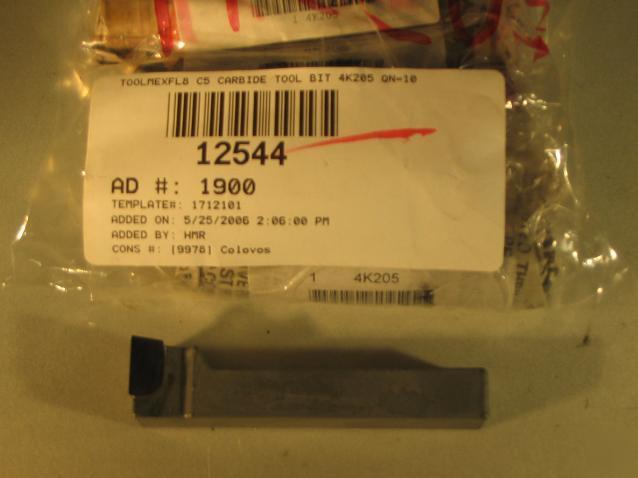 1 4K205
TOOLMEXFL8 C5 CARBIDE TOOL BIT 4K205 QN=10
12544
AD #: 1900
TEMPLATE#: 1712101
ADDED ON: 5/25/2006 2:06:00 PM
ADDED BY: HMR
CONS #: [9978] Colovos
1 4K205